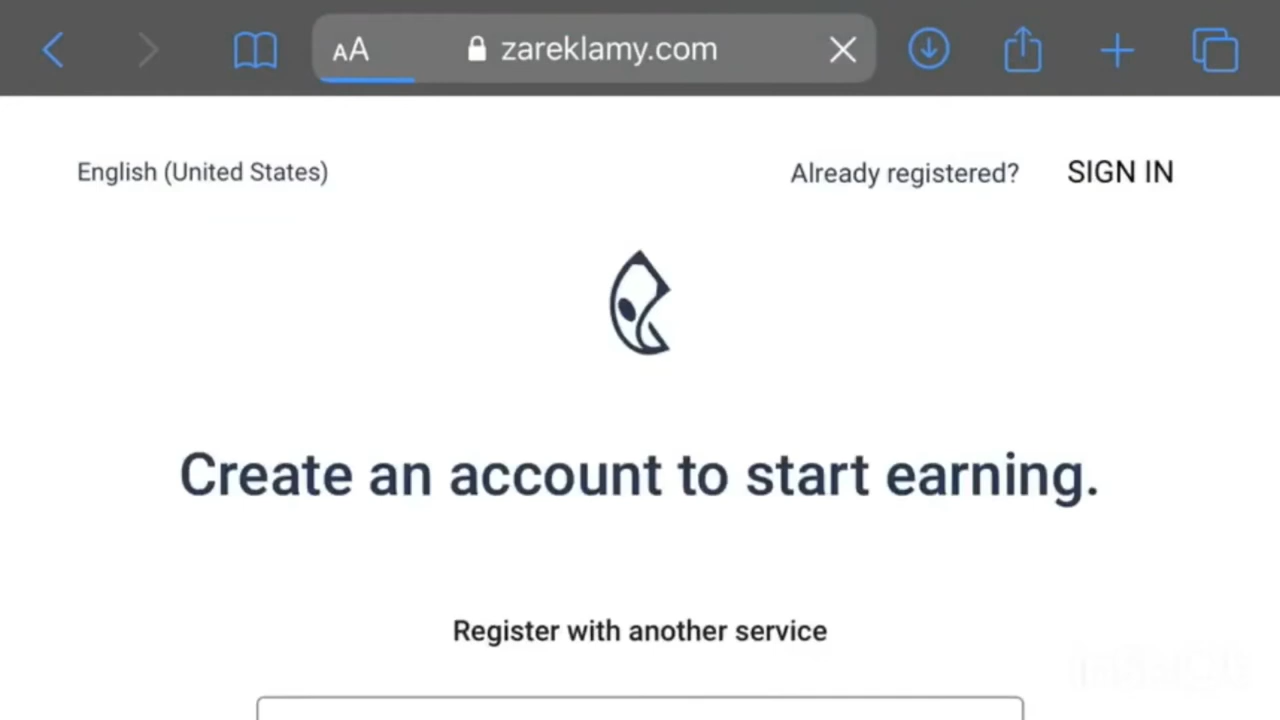 AA zareklamy.com
English (United States) Already registered? SIGN IN
Create an account to start earning.
Register with another service